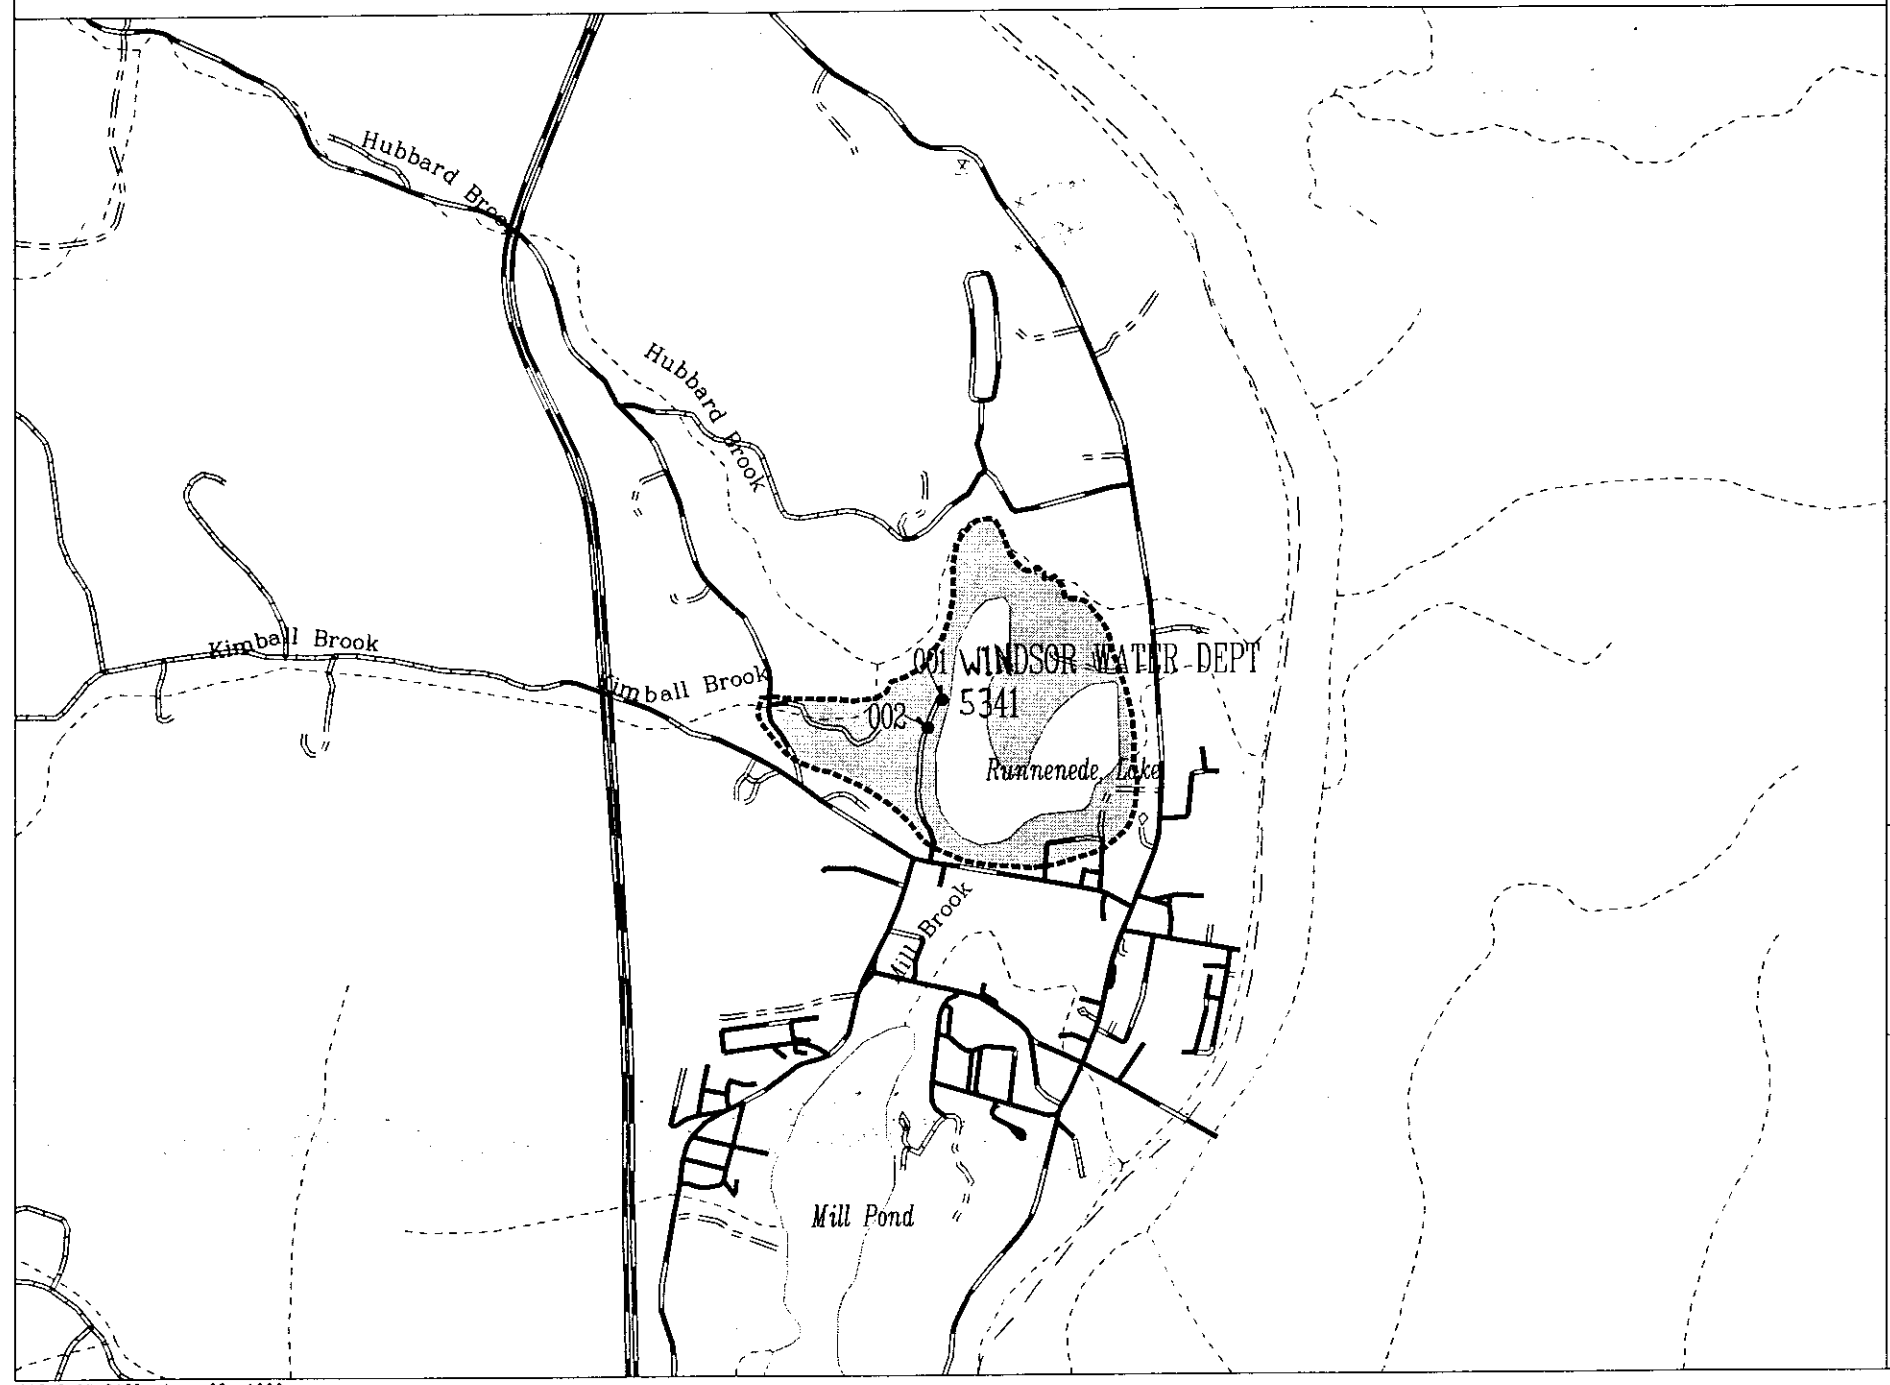 Hubbard Brook
Hubbard Brook
Kimball Brook
Kimball Brook
001 WINDSOR WATER DEPT
5341
002
Runnenede Lake
Mill Brook
Mill Pond